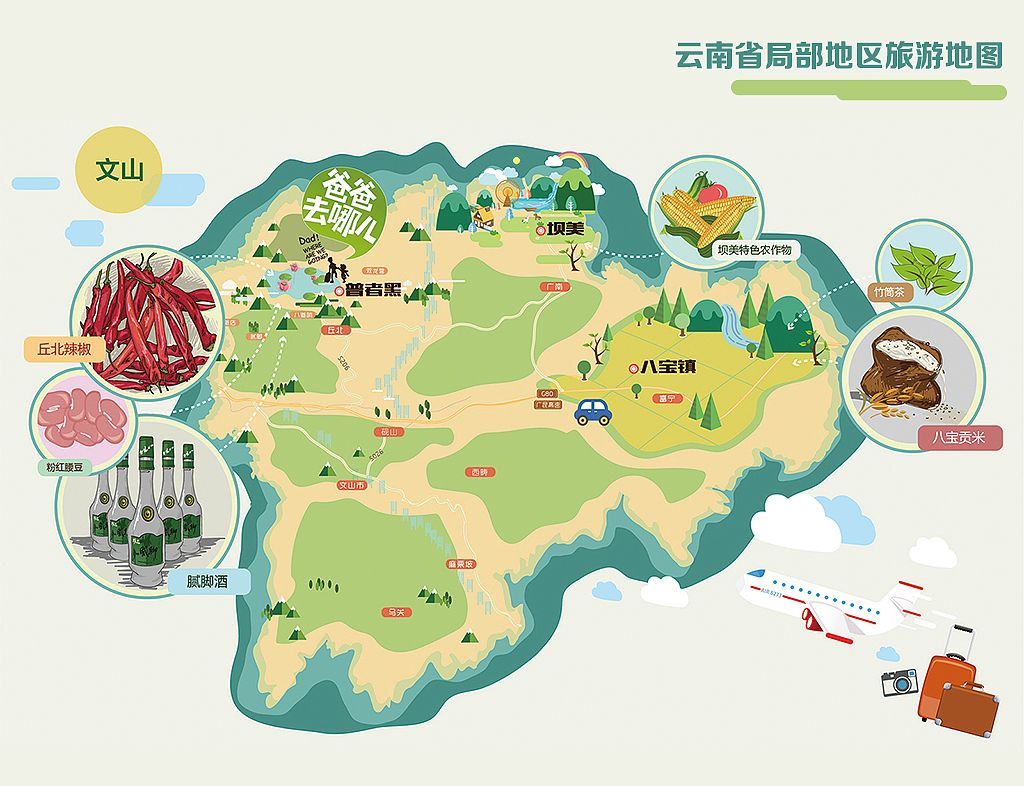 云南省局部地区旅游地图
文山
爸爸
去哪儿
Dad!
WHERE
ARE WE
GOING?
坝美
坝美特色农作物
竹筒茶
双龙营
普者黑
广南
八道哨
丘北
丘北辣椒
S206
八宝镇
G80
广昆高速
富宁
砚山
八宝贡米
粉红腰豆
S026
西畴
文山市
腻脚酒
麻栗坡
马关
AIR 6273